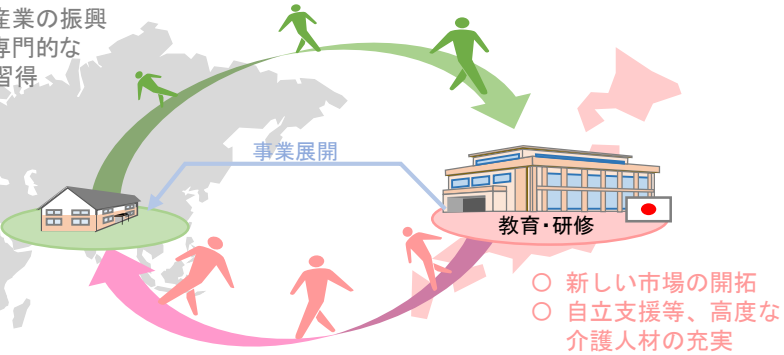 産業の振興
専門的な
習得
事業展開
教育・研修
○ 新しい市場の開拓
○ 自立支援等、高度な
介護人材の充実